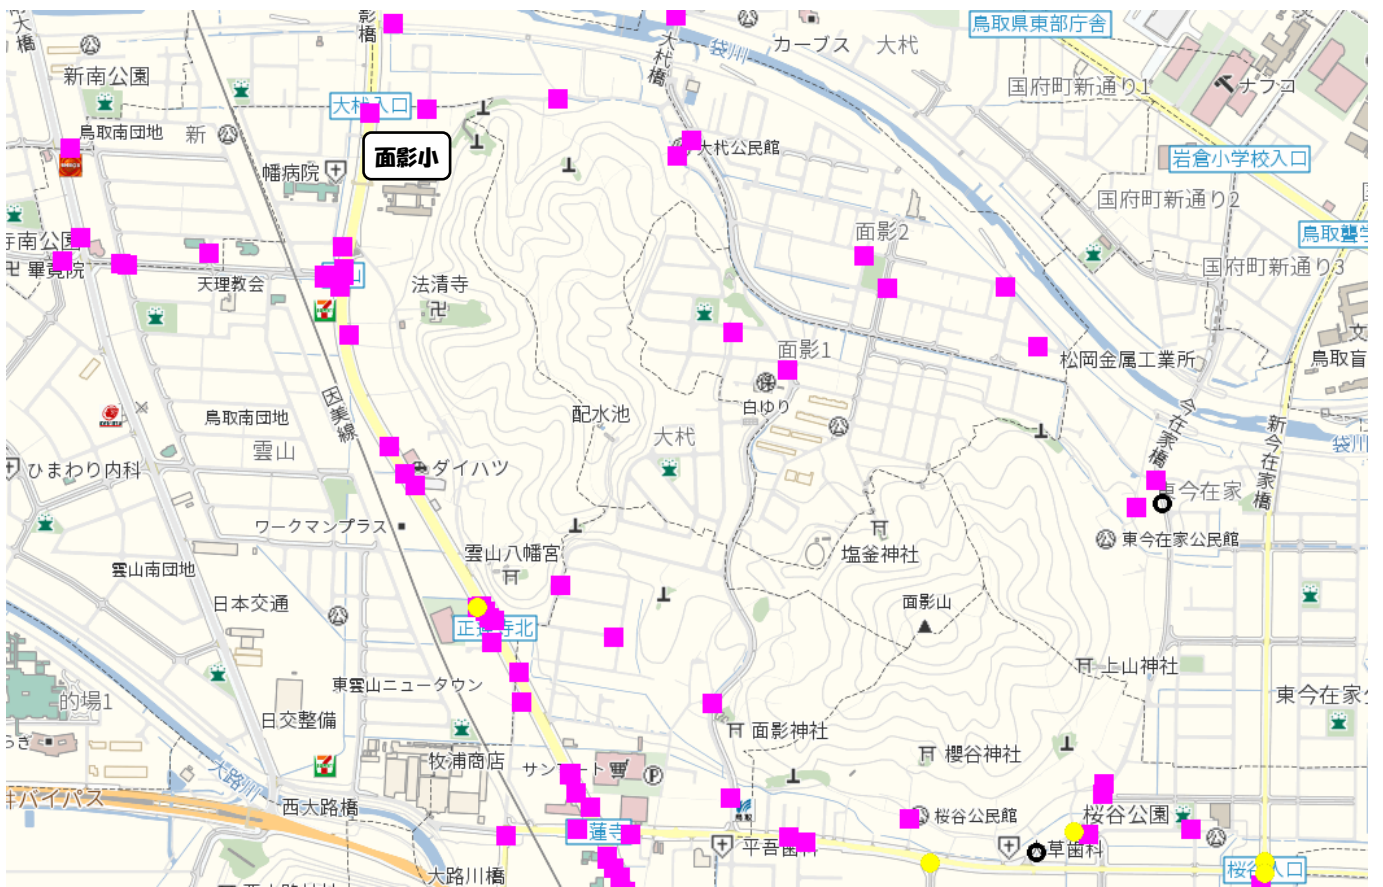 大橋
影橋
大杙橋
袋川
カーブス
大杙
鳥取県東部庁舎
新南公園
国府町新通り1
ナフコ
鳥取南団地
新
大杙入口
面影小
大杙公民館
岩倉小学校入口
幡病院
国府町新通り2
寺南公園
畢竟院
面影2
鳥取聾学
国府町新通り3
天理教会
山
法清寺
文
面影1
松岡金属工業所
鳥取盲
因美線
鳥取南団地
配水池
白ゆり
今在家橋
新今在家橋
雲山
大杙
袋川
ひまわり内科
ダイハツ
東今在家
ワークマンプラス
雲山八幡宮
塩釜神社
東今在家公民館
雲山南団地
日本交通
面影山
正蓮寺北
上山神社
的場1
東雲山ニュータウン
東今在家
日交整備
面影神社
牧浦商店
櫻谷神社
大路川
西大路橋
バイパス
桜谷公民館
桜谷公園
蓮寺
平吾歯科
草歯科
大路川橋
桜谷入口